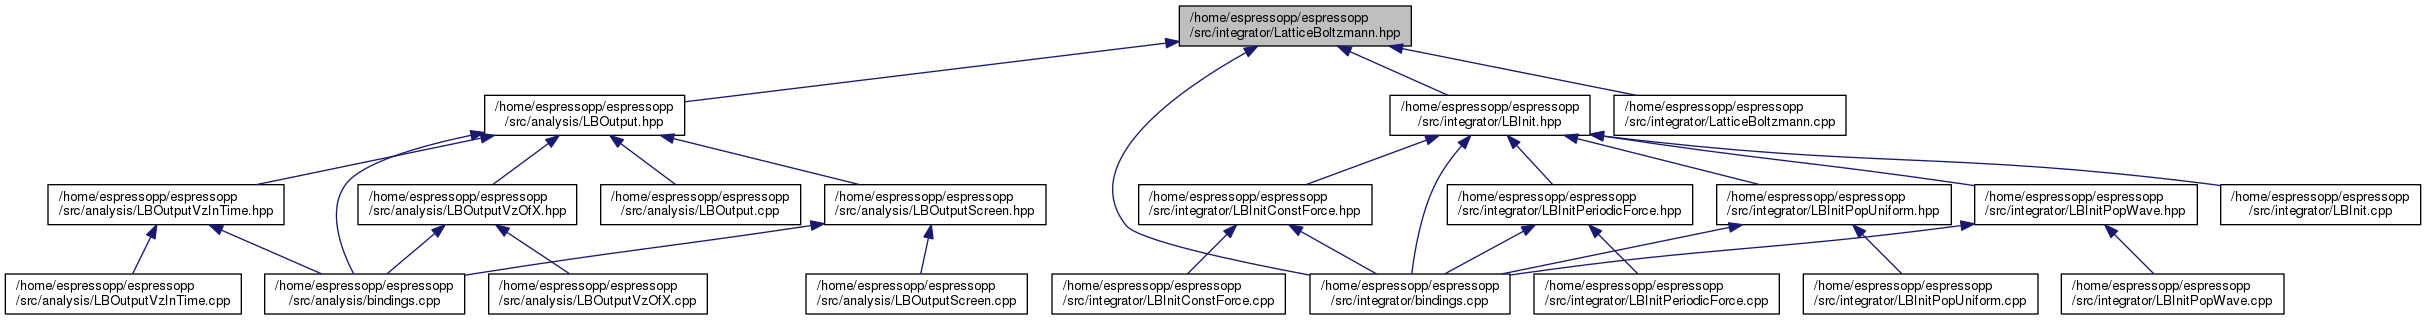 /home/espressopp/espressopp
/src/integrator/LatticeBoltzmann.hpp
/home/espressopp/espressopp
/src/analysis/LBOutput.hpp
/home/espressopp/espressopp
/src/integrator/LBInit.hpp
/home/espressopp/espressopp
/src/integrator/LatticeBoltzmann.cpp
/home/espressopp/espressopp
/src/analysis/LBOutputVzInTime.hpp
/home/espressopp/espressopp
/src/analysis/LBOutputVzOfX.hpp
/home/espressopp/espressopp
/src/analysis/LBOutput.cpp
/home/espressopp/espressopp
/src/analysis/LBOutputScreen.hpp
/home/espressopp/espressopp
/src/integrator/LBInitConstForce.hpp
/home/espressopp/espressopp
/src/integrator/LBInitPeriodicForce.hpp
/home/espressopp/espressopp
/src/integrator/LBInitPopUniform.hpp
/home/espressopp/espressopp
/src/integrator/LBInitPopWave.hpp
/home/espressopp/espressopp
/src/integrator/LBInit.cpp
/home/espressopp/espressopp
/src/analysis/LBOutputVzInTime.cpp
/home/espressopp/espressopp
/src/analysis/bindings.cpp
/home/espressopp/espressopp
/src/analysis/LBOutputVzOfX.cpp
/home/espressopp/espressopp
/src/analysis/LBOutputScreen.cpp
/home/espressopp/espressopp
/src/integrator/LBInitConstForce.cpp
/home/espressopp/espressopp
/src/integrator/bindings.cpp
/home/espressopp/espressopp
/src/integrator/LBInitPeriodicForce.cpp
/home/espressopp/espressopp
/src/integrator/LBInitPopUniform.cpp
/home/espressopp/espressopp
/src/integrator/LBInitPopWave.cpp